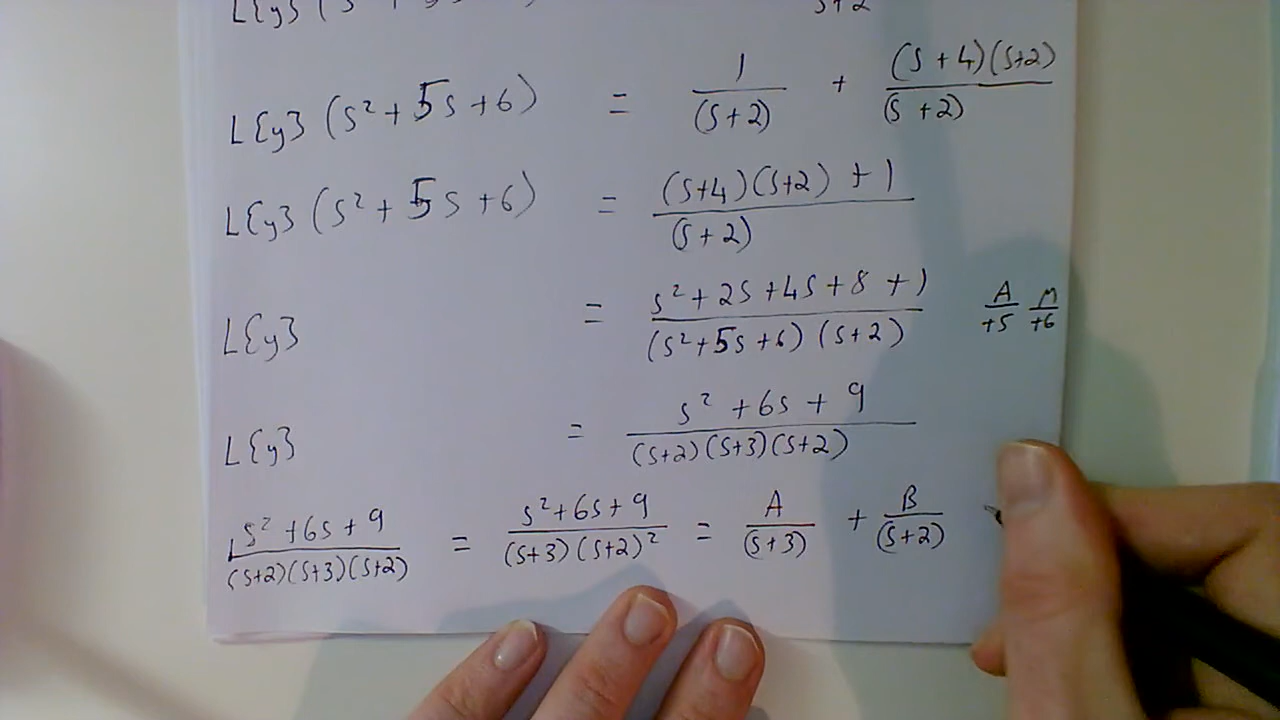 L{y}(s
s+2
L{y} (s² + 5s + 6) = 1/(s+2) + (s+4)(s+2)/(s+2)
L{y} (s² + 5s + 6) = ((s+4)(s+2) + 1)/(s+2)
L{y} = (s² + 2s + 4s + 8 + 1)/((s²+5s+6)(s+2)) A/+5 M/+6
L{y} = (s² + 6s + 9)/((s+2)(s+3)(s+2))
(s² + 6s + 9)/((s+2)(s+3)(s+2)) = (s² + 6s + 9)/((s+3)(s+2)²) = A/(s+3) + B/(s+2)